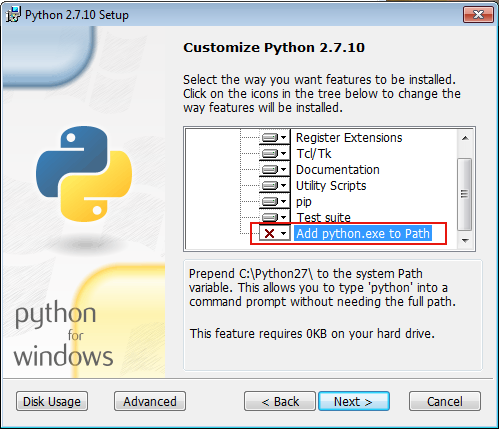 Python 2.7.10 Setup
Customize Python 2.7.10
Select the way you want features to be installed.
Click on the icons in the tree below to change the
way features will be installed.
Register Extensions
Tcl/Tk
Documentation
Utility Scripts
pip
Test suite
Add python.exe to Path
Prepend C:\Python27\ to the system Path
variable. This allows you to type 'python' into a
command prompt without needing the full path.
This feature requires 0KB on your hard drive.
python
for
windows
Disk Usage
Advanced
< Back
Next >
Cancel